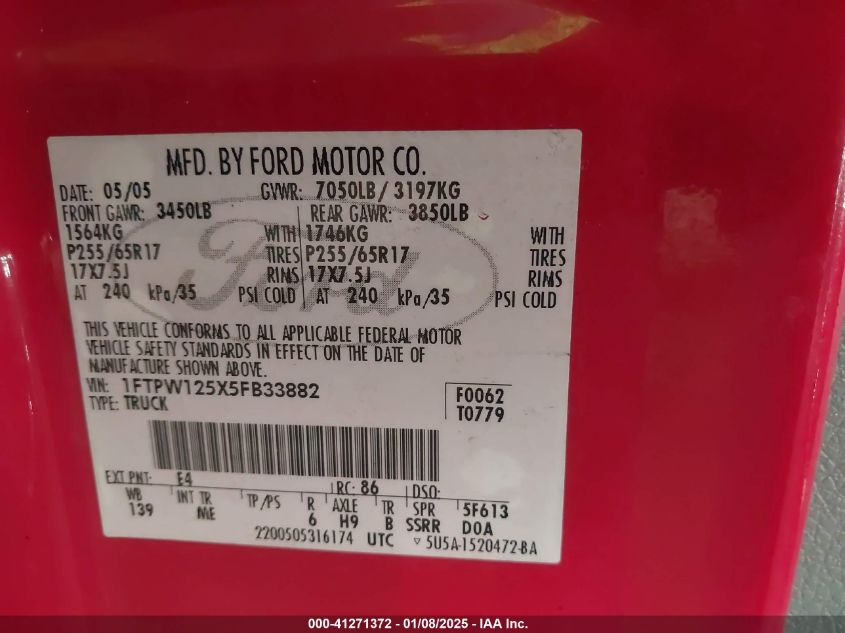 MFD. BY FORD MOTOR CO.
DATE: 05/05 GVWR: 7050LB / 3197KG
FRONT GAWR: 3450LB REAR GAWR: 3850LB
1564KG WITH 1746KG WITH
P255/65R17 TIRES P255/65R17 TIRES
17X7.5J RIMS 17X7.5J RIMS
AT 240 kPa/35 PSI COLD AT 240 kPa/35 PSI COLD
Ford
THIS VEHICLE CONFORMS TO ALL APPLICABLE FEDERAL MOTOR
VEHICLE SAFETY STANDARDS IN EFFECT ON THE DATE OF
MANUFACTURE SHOWN ABOVE.
VIN: 1FTPW125X5FB33882 F0062
TYPE: TRUCK T0779
EXT PNT: E4 RC: 86 DSO:
WB INT TR TP/PS R AXLE TR SPR 5F613
139 ME 6 H9 B SSRR D0A
2200505316174 UTC ▽ 5U5A-1520472-BA
000-41271372 - 01/08/2025 - IAA Inc.